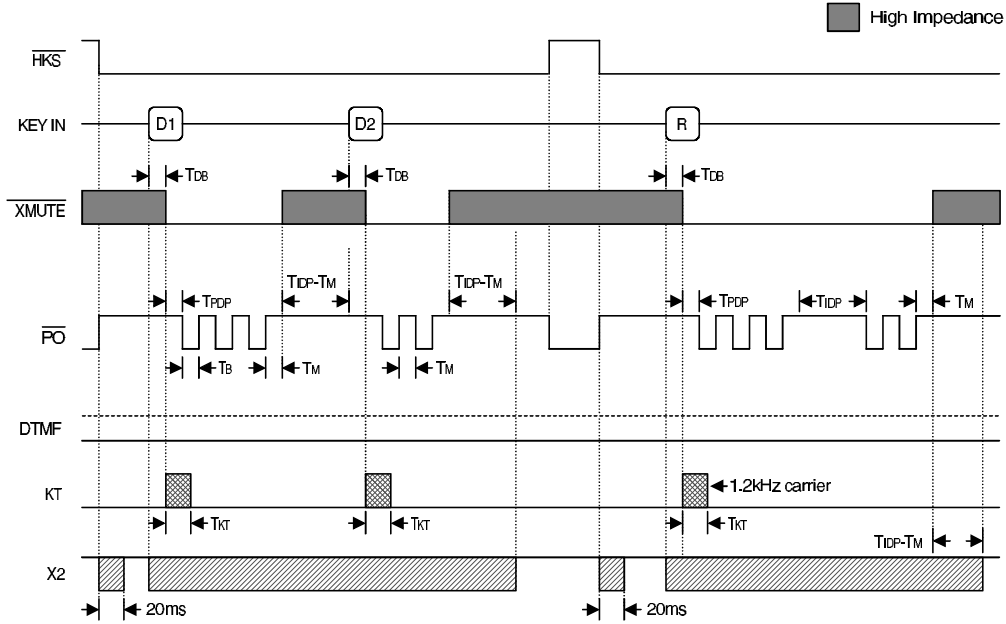 High Impedance
HKS
KEY IN D1 D2 R
TDB TDB TDB
XMUTE
TIDP-TM TIDP-TM
TPDP TPDP TIDP TM
PO
TB TM TM
DTMF
KT 1.2kHz carrier
TKT TKT TKT
TIDP-TM
X2
20ms 20ms